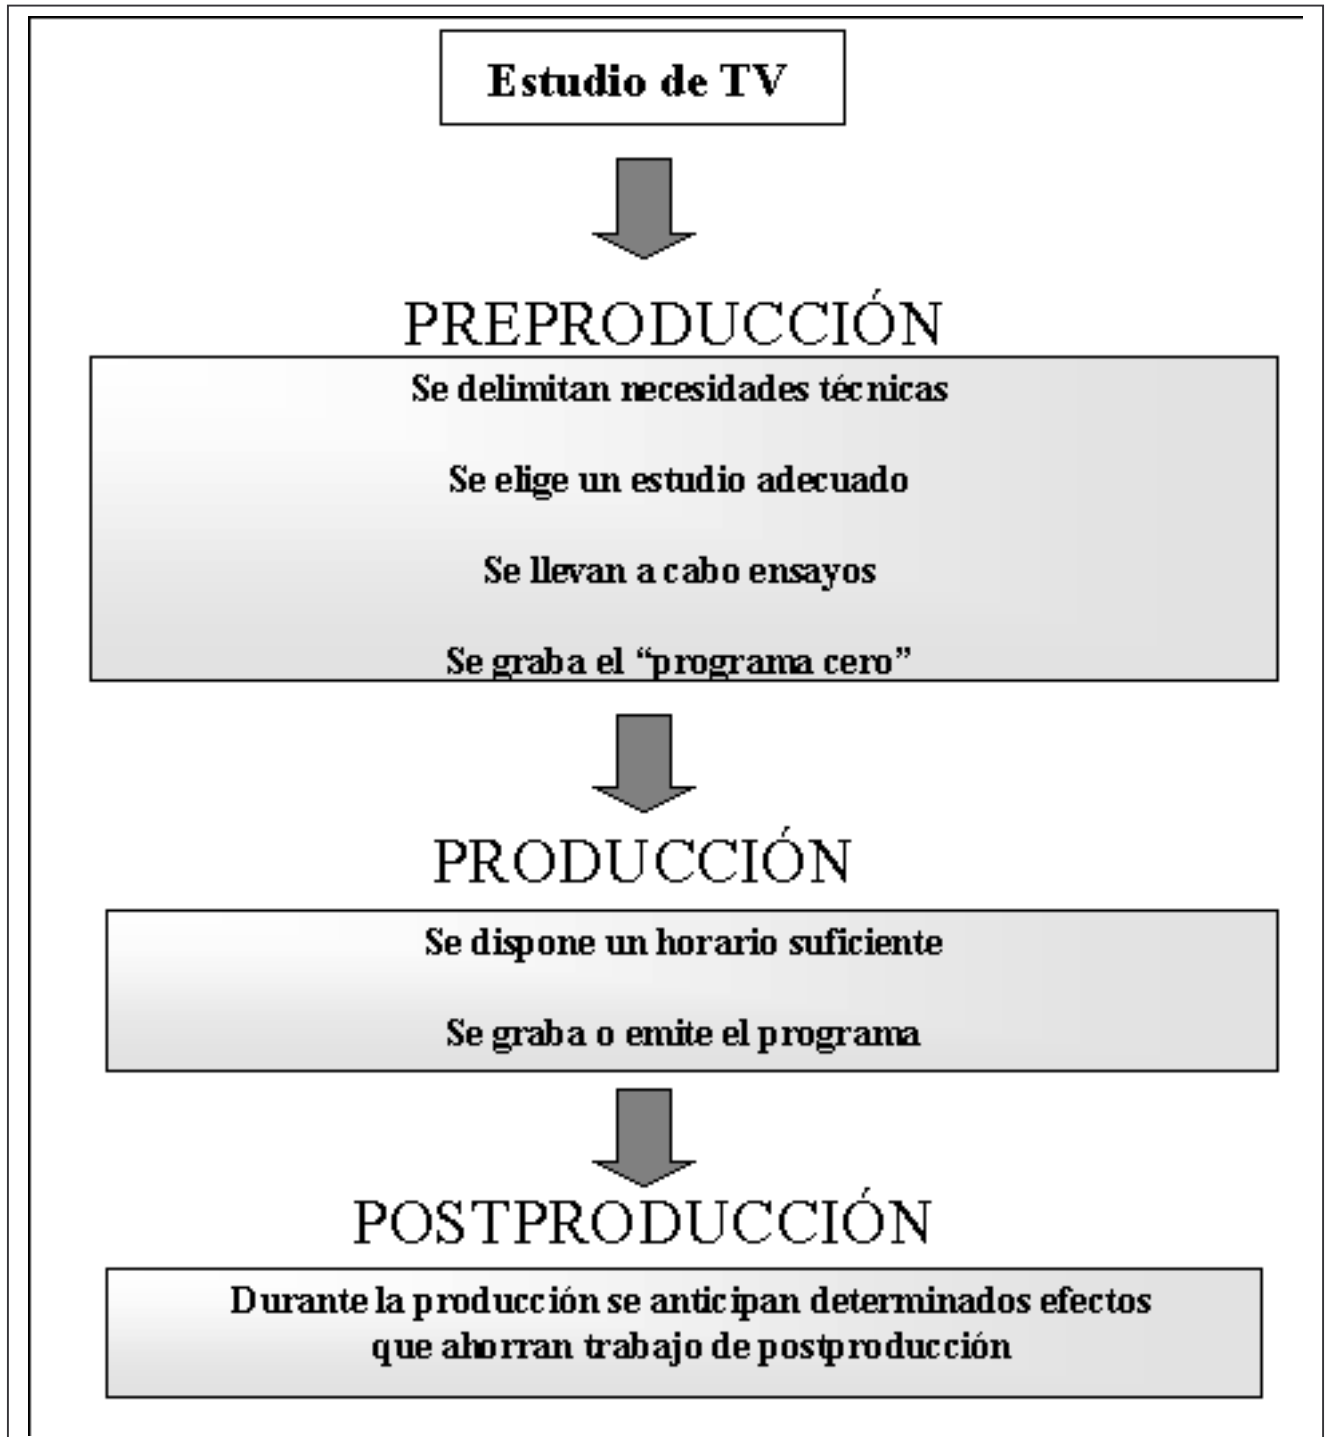 Estudio de TV
PREPRODUCCIÓN
Se delimitan necesidades técnicas
Se elige un estudio adecuado
Se llevan a cabo ensayos
Se graba el “programa cero”
PRODUCCIÓN
Se dispone un horario suficiente
Se graba o emite el programa
POSTPRODUCCIÓN
Durante la producción se anticipan determinados efectos
que ahorran trabajo de postproducción